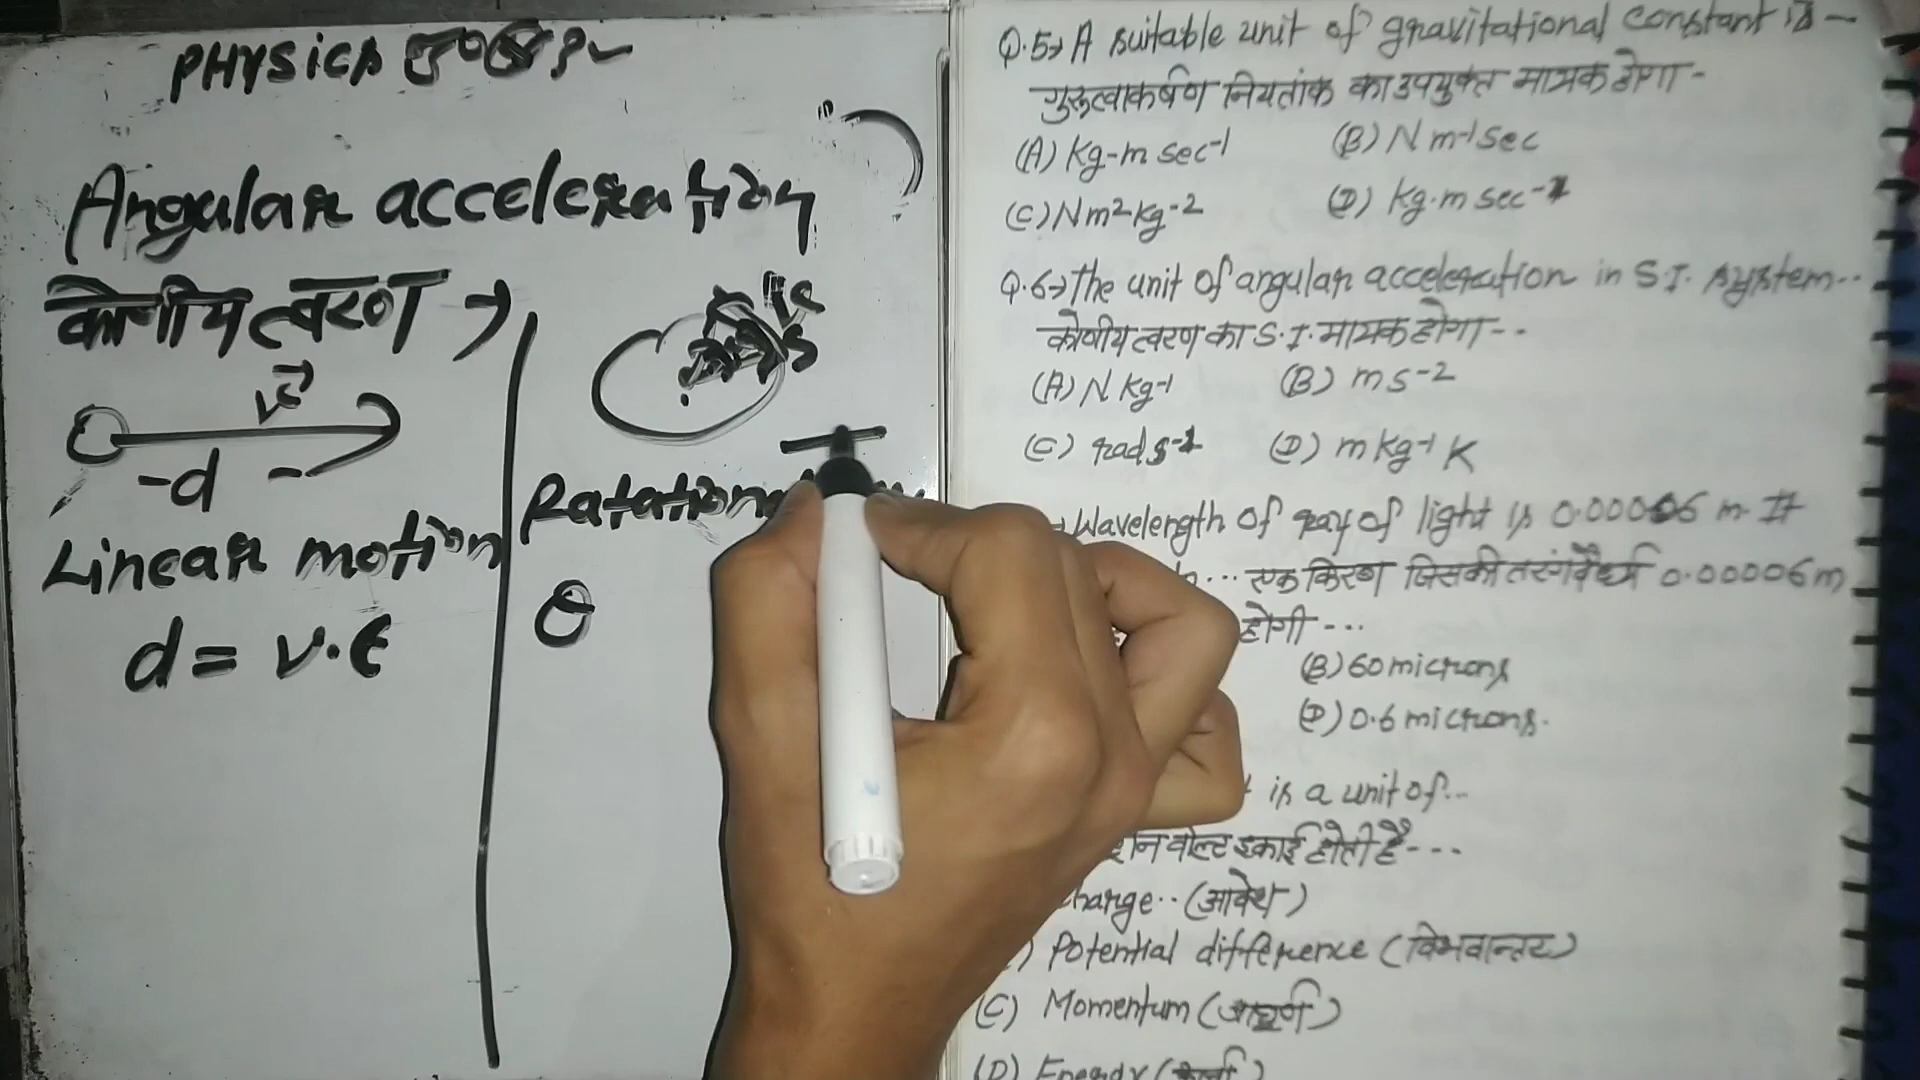 PHYSICS
Angular acceleration
कोणीय त्वरण →
v
-d -
Linear motion
d = v.t
θ
Q.5→ A suitable unit of gravitational constant is -
गुरुत्वाकर्षण नियतांक का उपयुक्त मात्रक होगा -
(A) Kg-m sec-1 (B) N m-1 sec
(C) Nm2 kg-2 (D) kg.m sec-1
Q.6→ The unit of angular acceleration in S.I. system..
कोणीय त्वरण का S.I. मात्रक होगा - -
(A) N kg-1 (B) m s-2
(C) rad s-2 (D) m kg-1 K
Wavelength of ray of light is 0.00006 m. It
... एक किरण जिसकी तरंगदैर्ध्य 0.00006 m
होगी - ...
(B) 60 microns
(D) 0.6 microns.
is a unit of...
वोल्ट इकाई होती है - - -
charge.. (आवेश)
Potential difference (विभवान्तर)
(C) Momentum
(D) Energy (ऊर्जा)